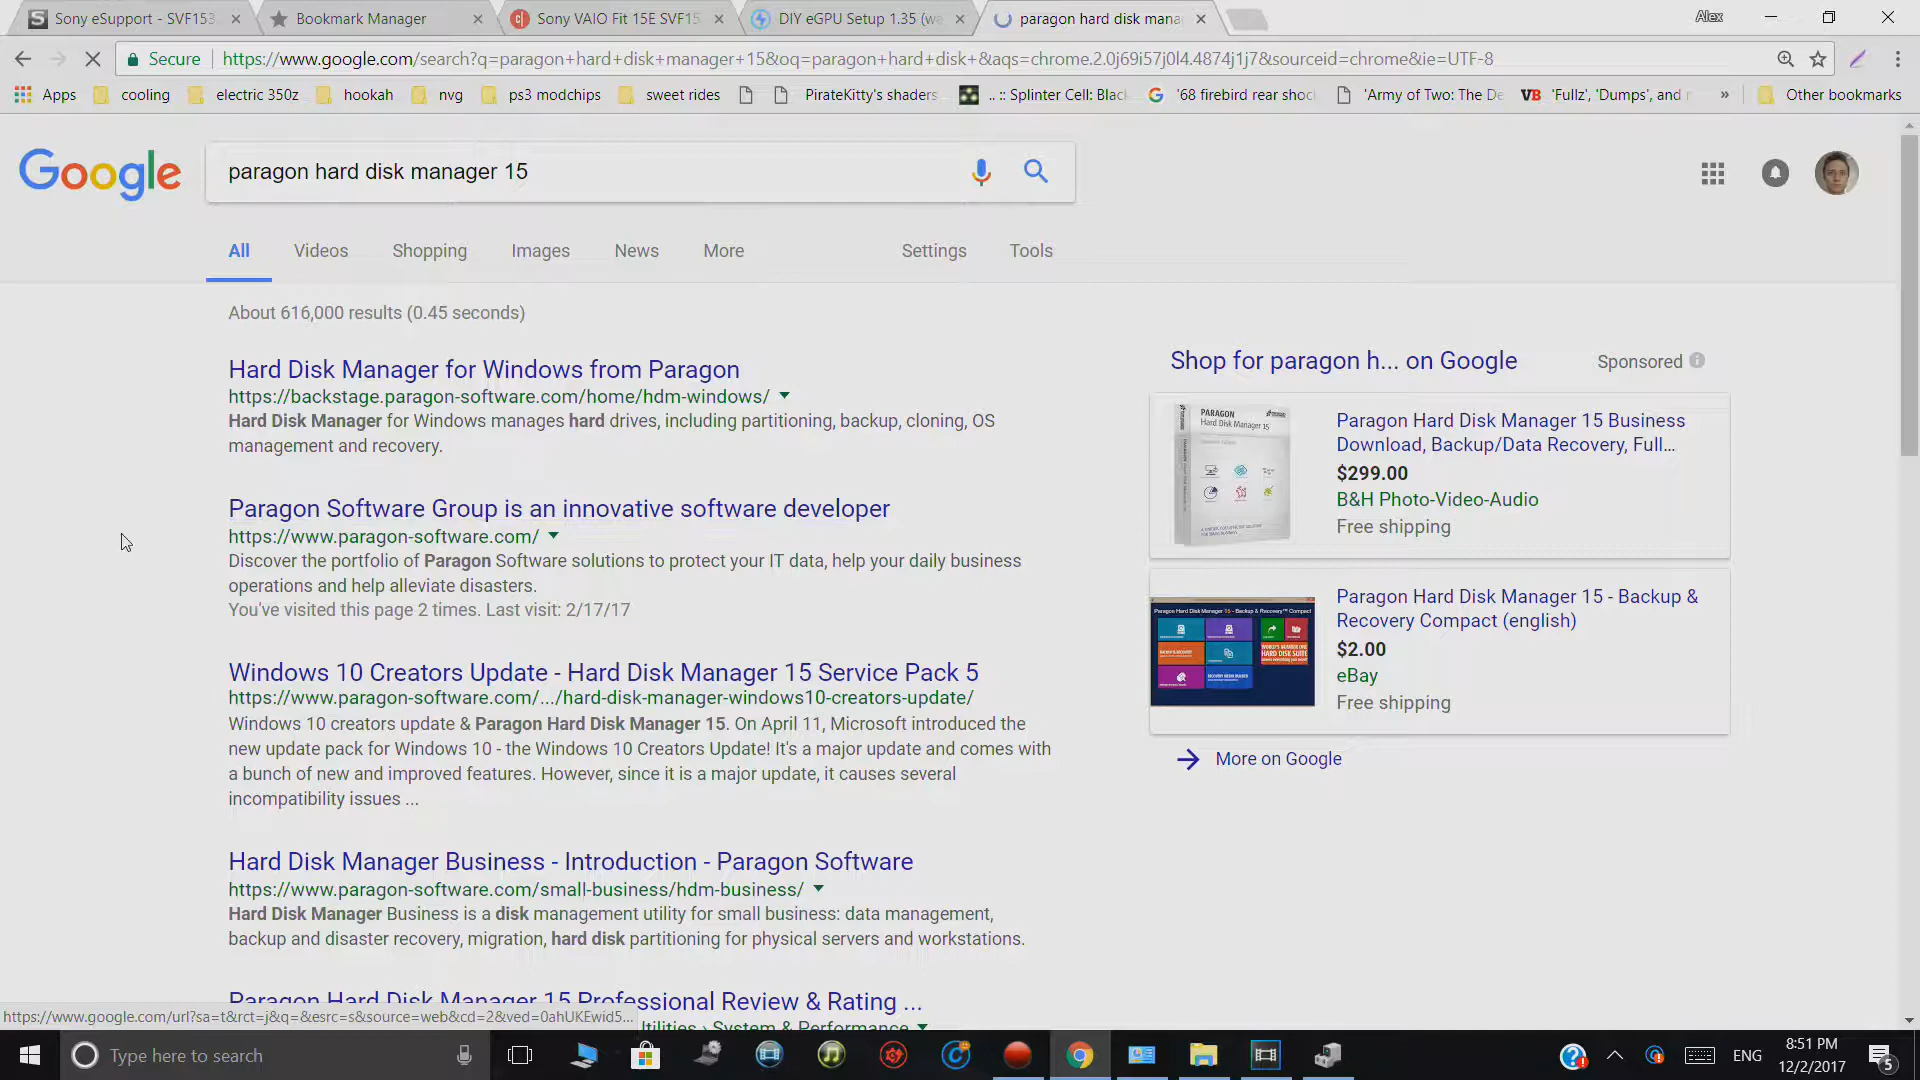 Sony eSupport - SVF153
Bookmark Manager
Sony VAIO Fit 15E SVF15
DIY eGPU Setup 1.35 (we
paragon hard disk mana
Alex
Secure
https://www.google.com/search?q=paragon+hard+disk+manager+15&oq=paragon+hard+disk+&aqs=chrome.2.0j69i57j0l4.4874j1j7&sourceid=chrome&ie=UTF-8
Apps
cooling
electric 350z
hookah
nvg
ps3 modchips
sweet rides
PirateKitty's shaders
.. :: Splinter Cell: Black
'68 firebird rear shoc
'Army of Two: The De
VB
'Fullz', 'Dumps', and
»
Other bookmarks
Google
paragon hard disk manager 15
All
Videos
Shopping
Images
News
More
Settings
Tools
About 616,000 results (0.45 seconds)
Hard Disk Manager for Windows from Paragon
https://backstage.paragon-software.com/home/hdm-windows/
Hard Disk Manager for Windows manages hard drives, including partitioning, backup, cloning, OS
management and recovery.
Paragon Software Group is an innovative software developer
https://www.paragon-software.com/
Discover the portfolio of Paragon Software solutions to protect your IT data, help your daily business
operations and help alleviate disasters.
You've visited this page 2 times. Last visit: 2/17/17
Windows 10 Creators Update - Hard Disk Manager 15 Service Pack 5
https://www.paragon-software.com/.../hard-disk-manager-windows10-creators-update/
Windows 10 creators update & Paragon Hard Disk Manager 15. On April 11, Microsoft introduced the
new update pack for Windows 10 - the Windows 10 Creators Update! It's a major update and comes with
a bunch of new and improved features. However, since it is a major update, it causes several
incompatibility issues ...
Hard Disk Manager Business - Introduction - Paragon Software
https://www.paragon-software.com/small-business/hdm-business/
Hard Disk Manager Business is a disk management utility for small business: data management,
backup and disaster recovery, migration, hard disk partitioning for physical servers and workstations.
Paragon Hard Disk Manager 15 Professional Review & Rating ...
Utilities › System & Performance
Shop for paragon h... on Google
Sponsored
PARAGON
Hard Disk Manager 15
Paragon Hard Disk Manager 15 Business
Download, Backup/Data Recovery, Full...
$299.00
B&H Photo-Video-Audio
Free shipping
Paragon Hard Disk Manager 15 - Backup & Recovery™ Compact
Paragon Hard Disk Manager 15 - Backup &
Recovery Compact (english)
$2.00
eBay
Free shipping
More on Google
https://www.google.com/url?sa=t&rct=j&q=&esrc=s&source=web&cd=2&ved=0ahUKEwid5...
Type here to search
ENG
8:51 PM
12/2/2017
5